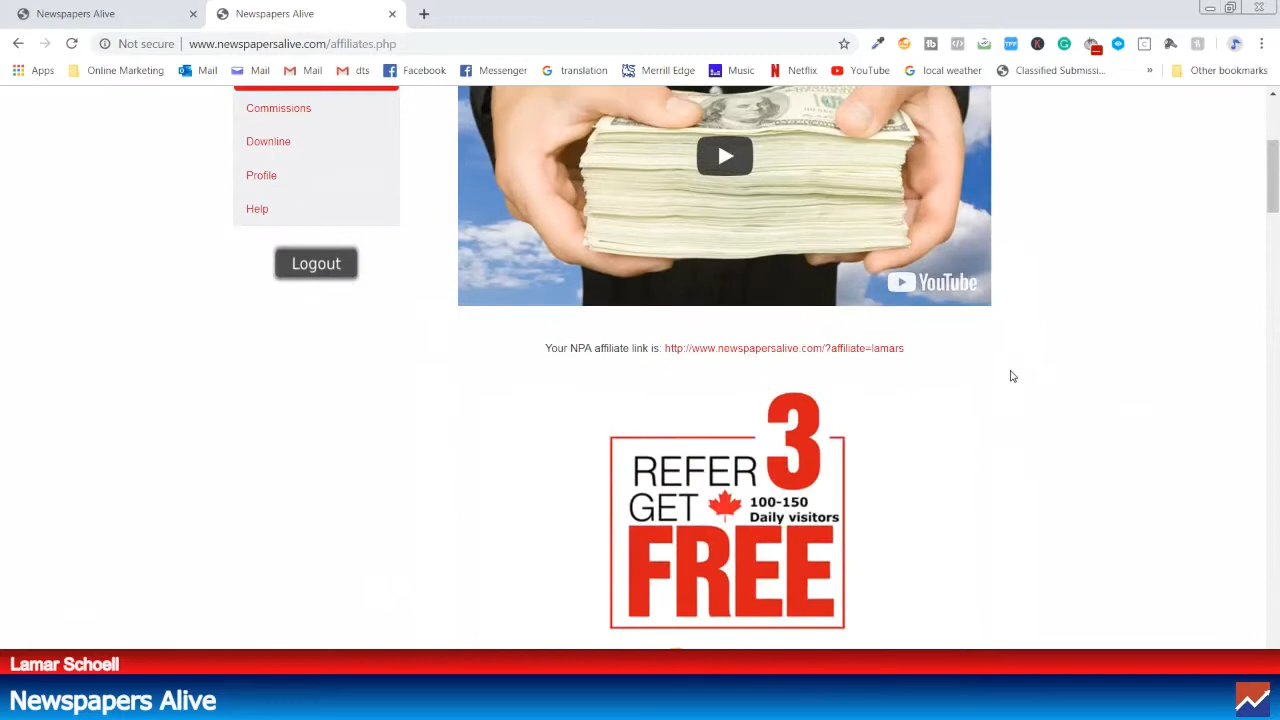 Newspapers Alive
Newspapers Alive
Not secure www.newspapersalive.com/affiliates.php
Apps Online Marketing Mail Mail Mail dts Facebook Messenger translation Merrill Edge Music Netflix YouTube local weather Classified Submissi... » Other bookmarks
Commissions
Downline
Profile
Help
Logout
YouTube
Your NPA affiliate link is: http://www.newspapersalive.com/?affiliate=lamars
REFER 3
GET 100-150
Daily visitors
FREE
Lamar Schoell
Newspapers Alive